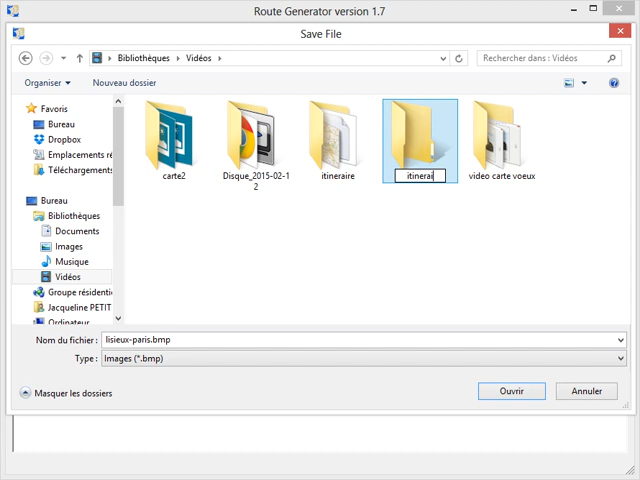 Route Generator version 1.7
Save File
Bibliothèques
Vidéos
Rechercher dans : Vidéos
Organiser
Nouveau dossier
Favoris
Bureau
Dropbox
Emplacements ré
Téléchargements
Bureau
Bibliothèques
Documents
Images
Musique
Vidéos
Groupe résidenti
Jacqueline PETIT
Ordinateur
carte2
Disque_2015-02-1
2
itineraire
itinerai
video carte voeux
Nom du fichier :
lisieux-paris.bmp
Type :
Images (*.bmp)
Masquer les dossiers
Ouvrir
Annuler